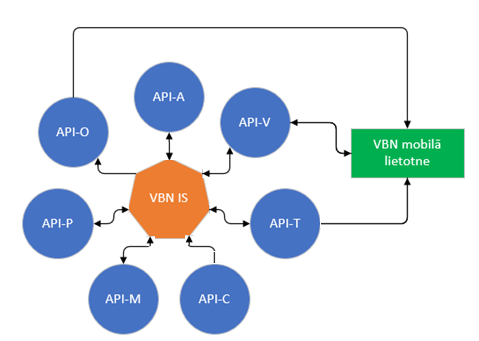 API-A
API-V
API-O
VBN mobilā
lietotne
VBN IS
API-P
API-T
API-M
API-C